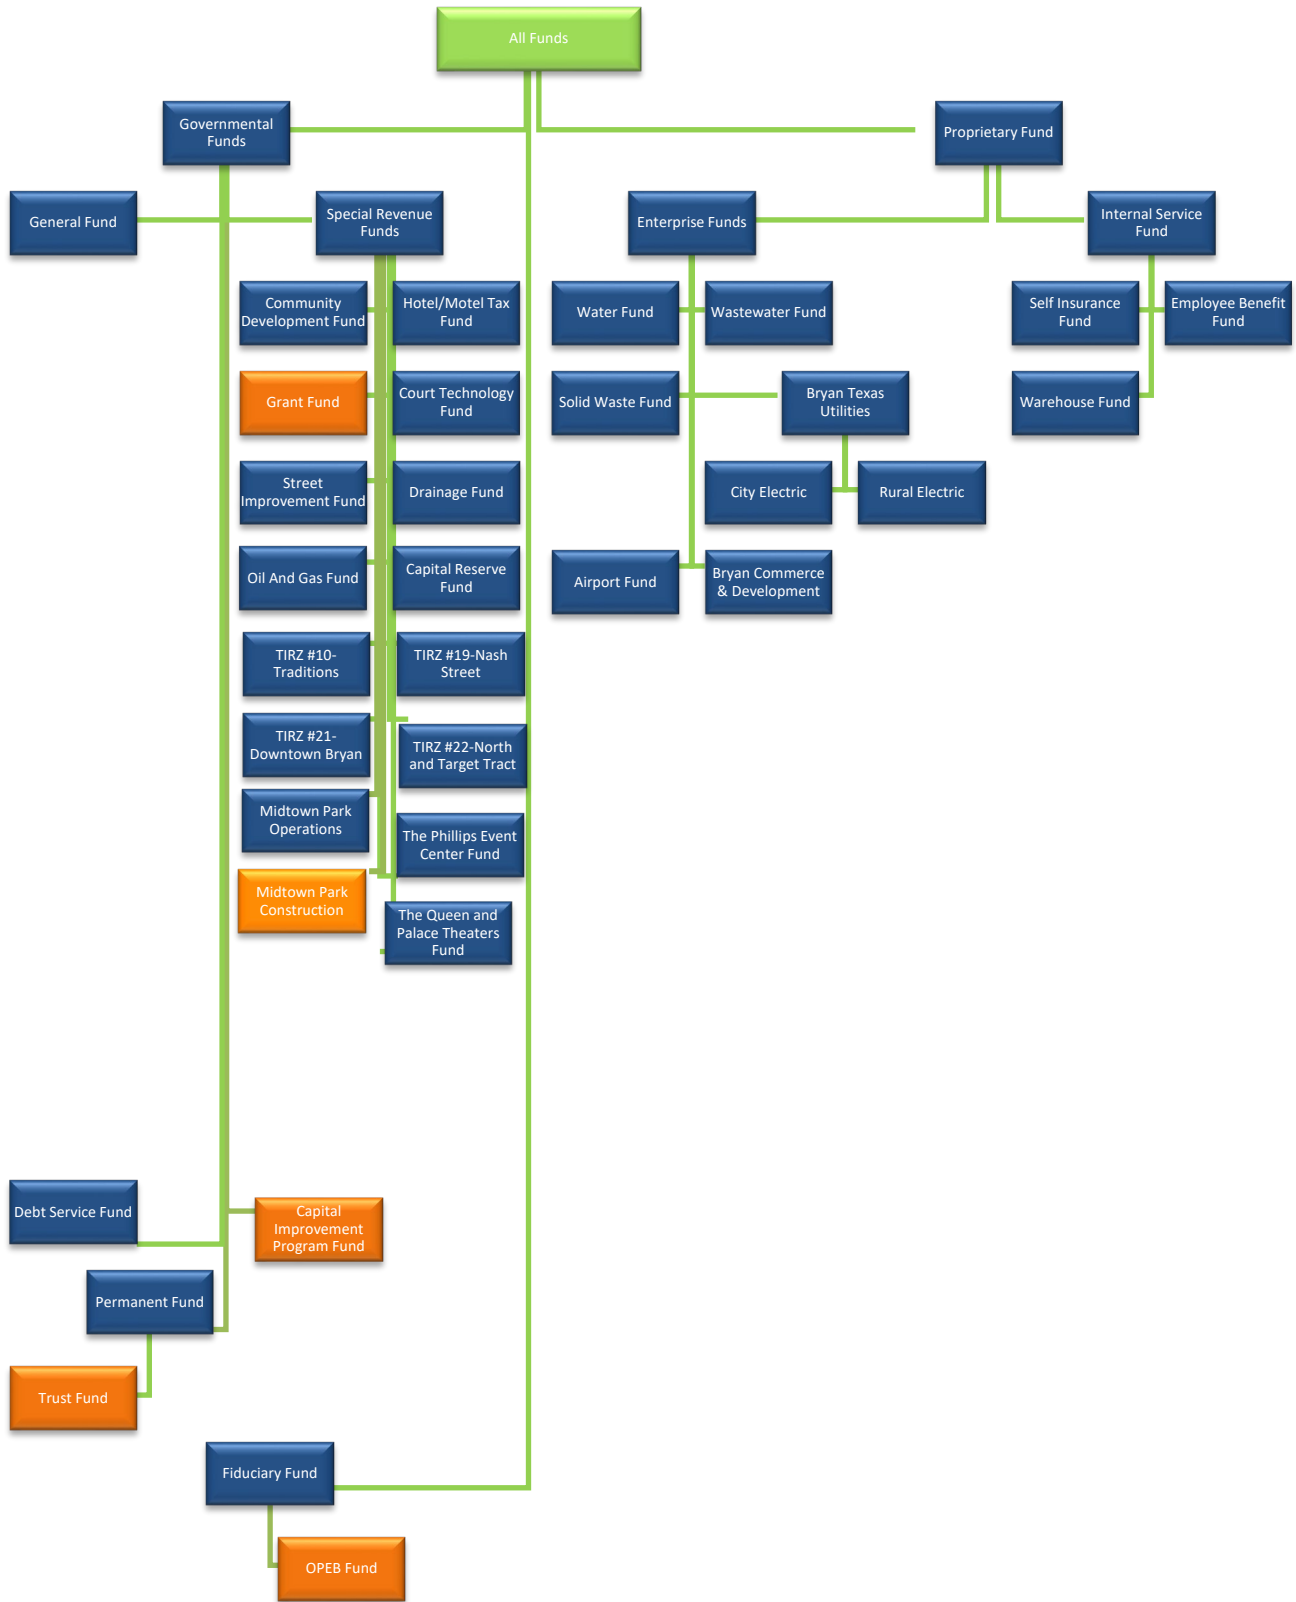 All Funds
Governmental
Funds
Proprietary Fund
General Fund
Special Revenue
Funds
Enterprise Funds
Internal Service
Fund
Community
Development Fund
Hotel/Motel Tax
Fund
Water Fund
Wastewater Fund
Self Insurance
Fund
Employee Benefit
Fund
Grant Fund
Court Technology
Fund
Solid Waste Fund
Bryan Texas
Utilities
Warehouse Fund
Street
Improvement Fund
Drainage Fund
City Electric
Rural Electric
Oil And Gas Fund
Capital Reserve
Fund
Airport Fund
Bryan Commerce
& Development
TIRZ #10-
Traditions
TIRZ #19-Nash
Street
TIRZ #21-
Downtown Bryan
TIRZ #22-North
and Target Tract
Midtown Park
Operations
The Phillips Event
Center Fund
Midtown Park
Construction
The Queen and
Palace Theaters
Fund
Debt Service Fund
Capital
Improvement
Program Fund
Permanent Fund
Trust Fund
Fiduciary Fund
OPEB Fund